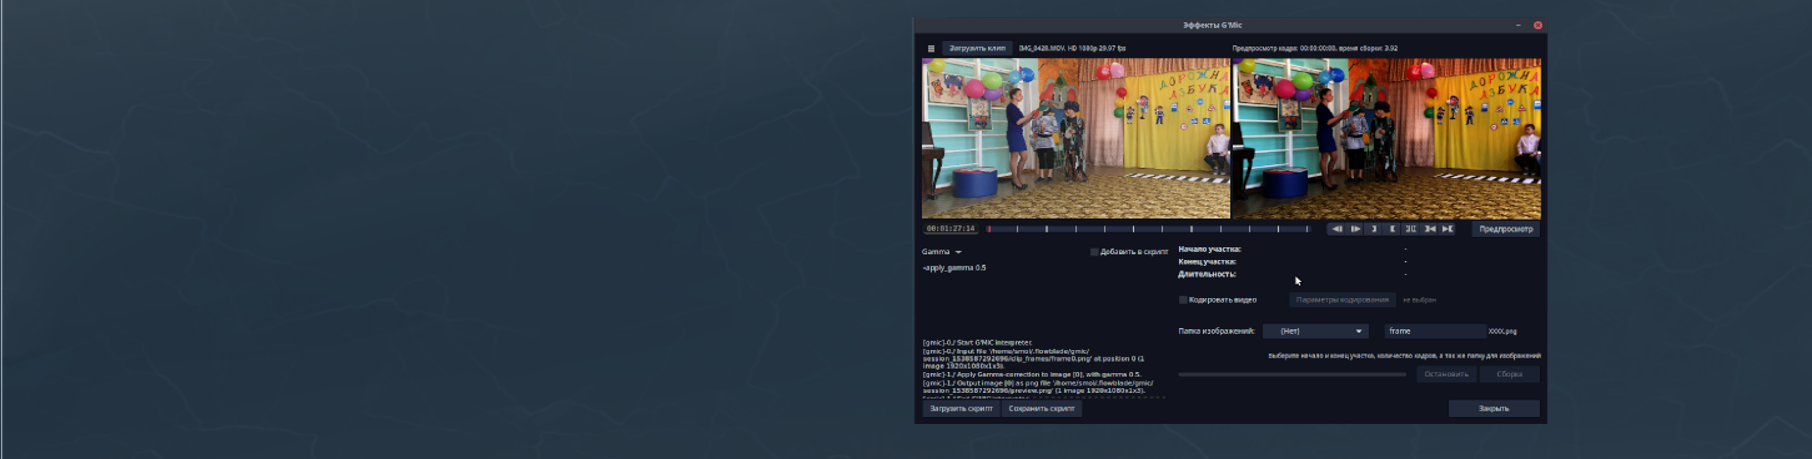 Эффекты G'Mic
Загрузить клип
IMG_0428.MOV, HD 1080p 29.97 fps
Предпросмотр кадра: 00:00:00:00, время сборки: 3.92
ДОРОЖНА
АЗБУКА
ДОРОЖНА
АЗБУКА
00:01:27:14
Предпросмотр
Gamma
Добавить в скрипт
-apply_gamma 0.5
Начало участка: -
Конец участка: -
Длительность: -
Кодировать видео
Параметры кодирования
не выбран
Папка изображений:
(Нет)
frame
XXXX.png
[gmic]-0./ Start G'MIC interpreter.
[gmic]-0./ Input file '/home/smol/.flowblade/gmic/
session_1538587292696/clip_frames/frame0.png' at position 0 (1
image 1920x1080x1x3).
[gmic]-1./ Apply Gamma-correction to image [0], with gamma 0.5.
[gmic]-1./ Output image [0] as png file '/home/smol/.flowblade/gmic/
session_1538587292696/preview.png' (1 image 1920x1080x1x3).
Выберите начало и конец участка, количество кадров, а так же папку для изображений
Остановить
Сборка
Загрузить скрипт
Сохранить скрипт
Закрыть